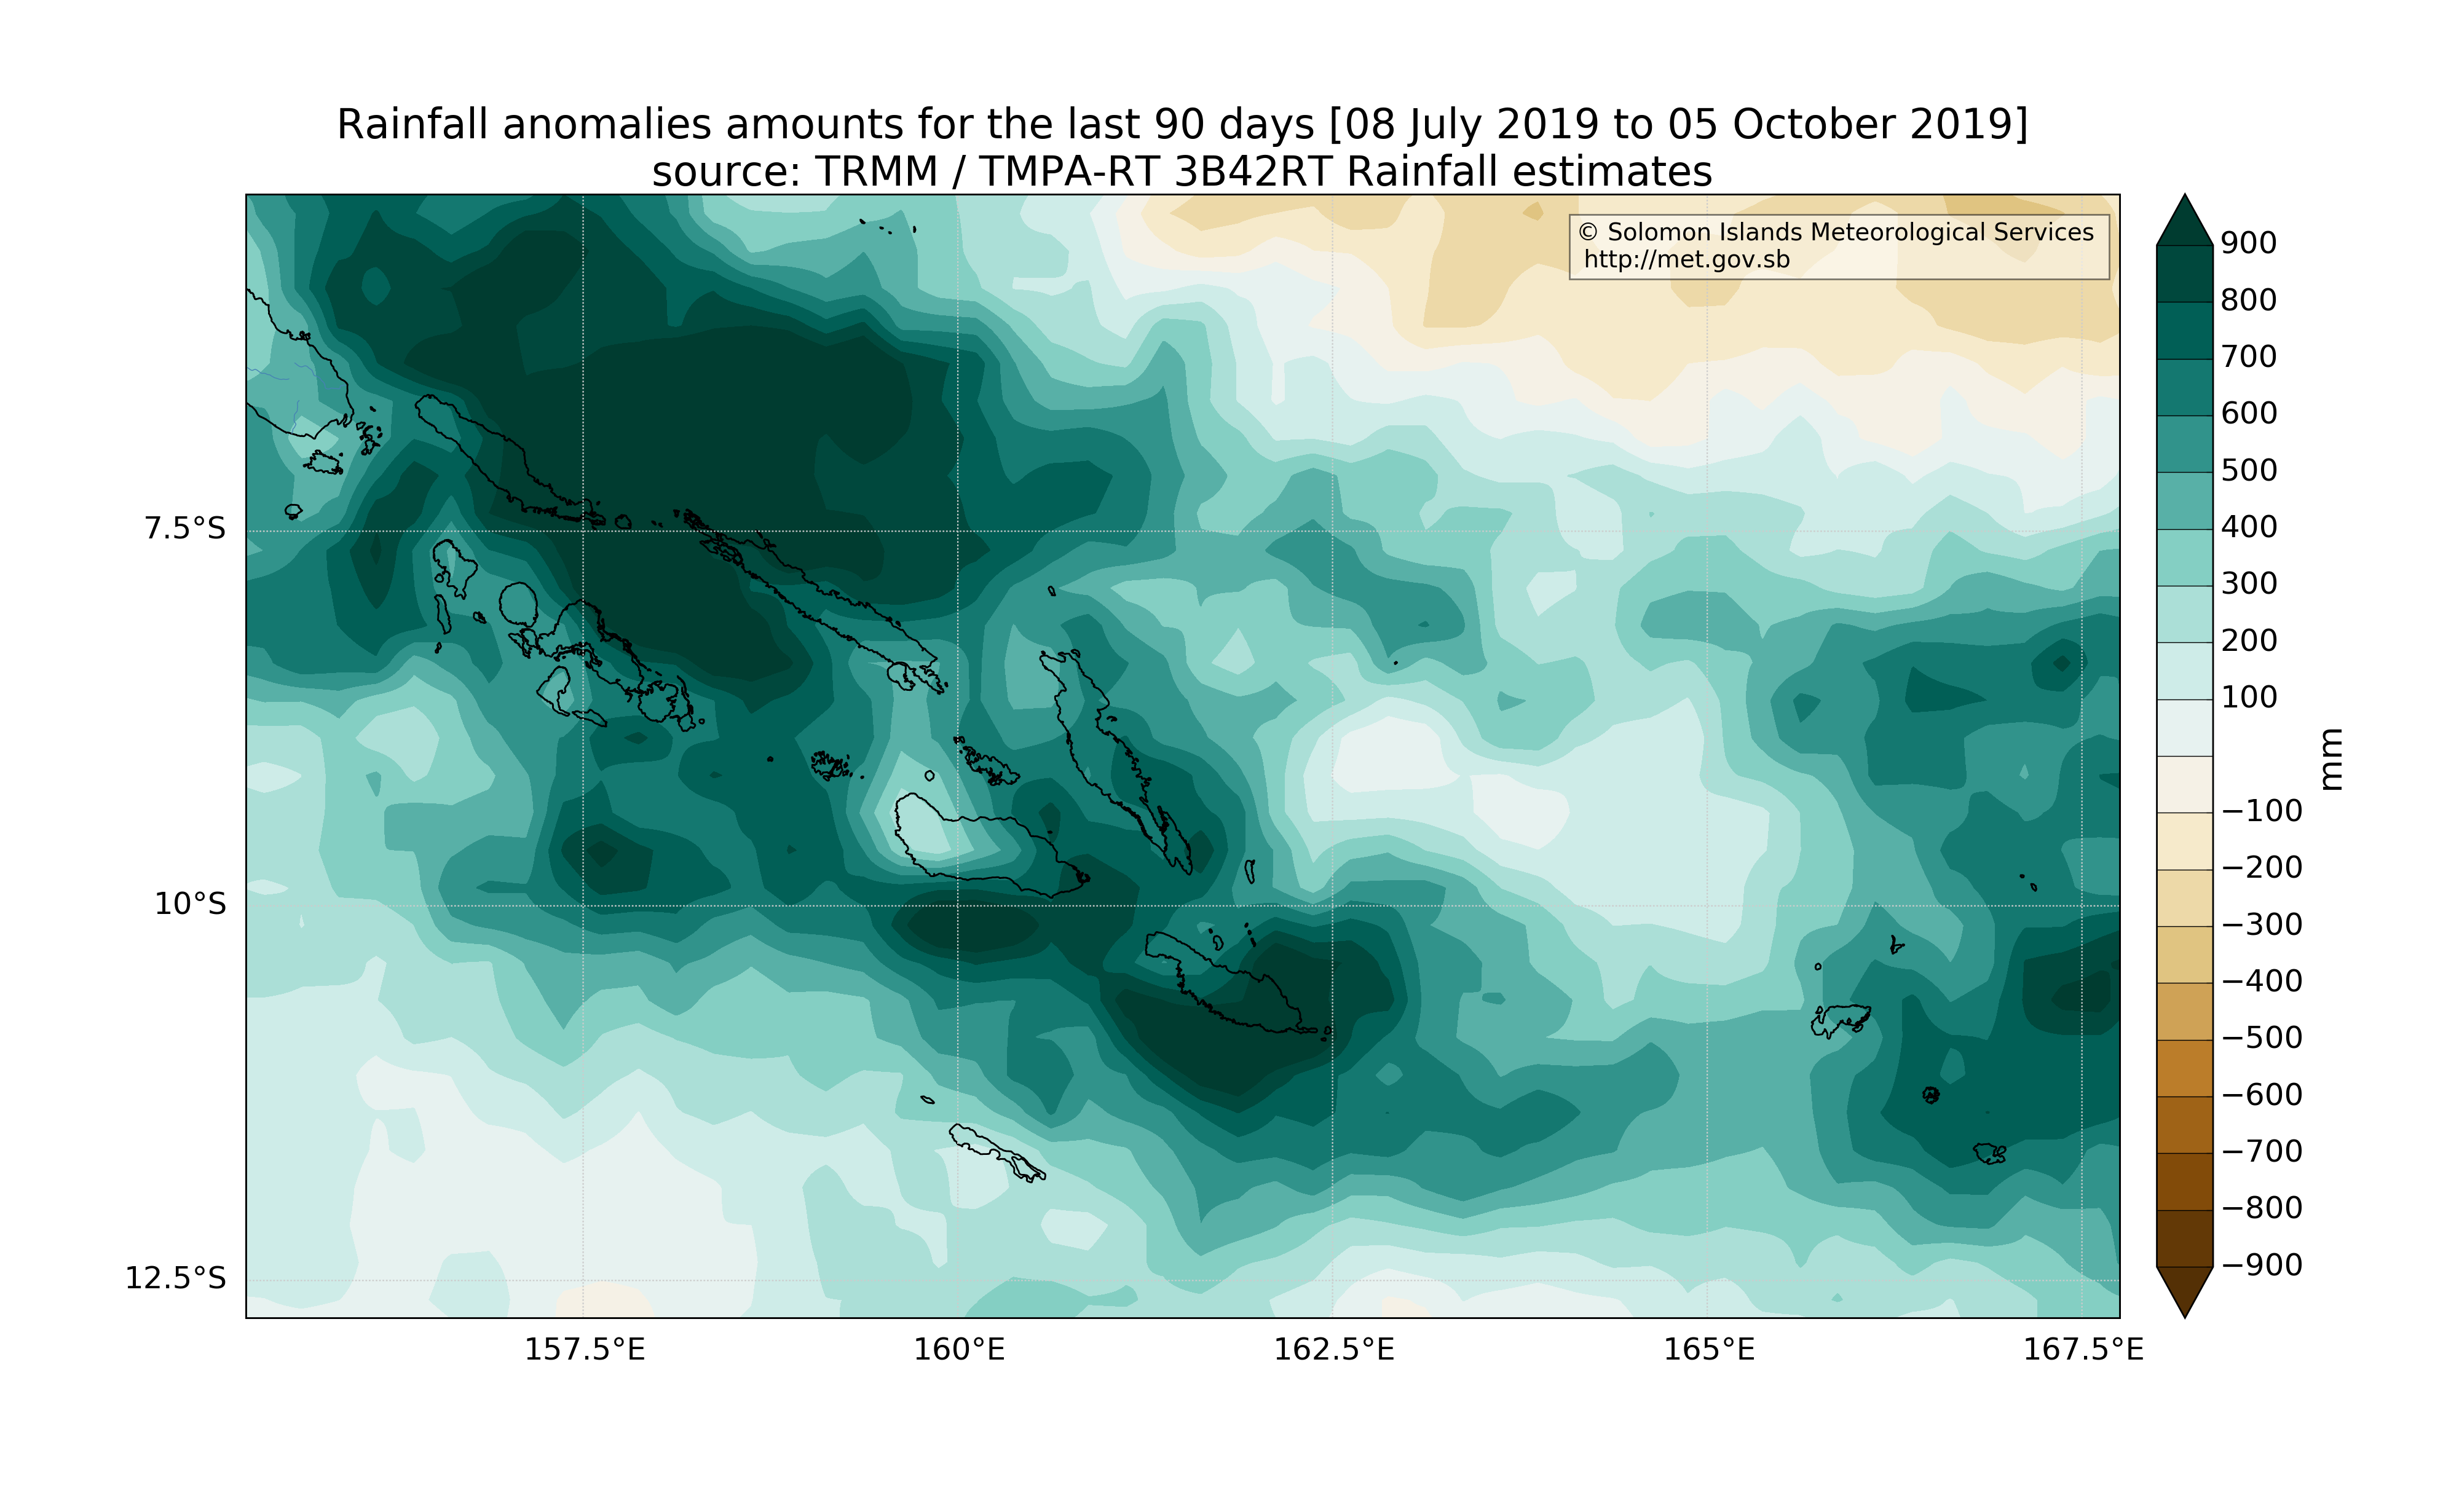 Rainfall anomalies amounts for the last 90 days [08 July 2019 to 05 October 2019]
source: TRMM / TMPA-RT 3B42RT Rainfall estimates
© Solomon Islands Meteorological Services
http://met.gov.sb
7.5°S
10°S
12.5°S
157.5°E
160°E
162.5°E
165°E
167.5°E
900
800
700
600
500
400
300
200
100
−100
−200
−300
−400
−500
−600
−700
−800
−900
mm